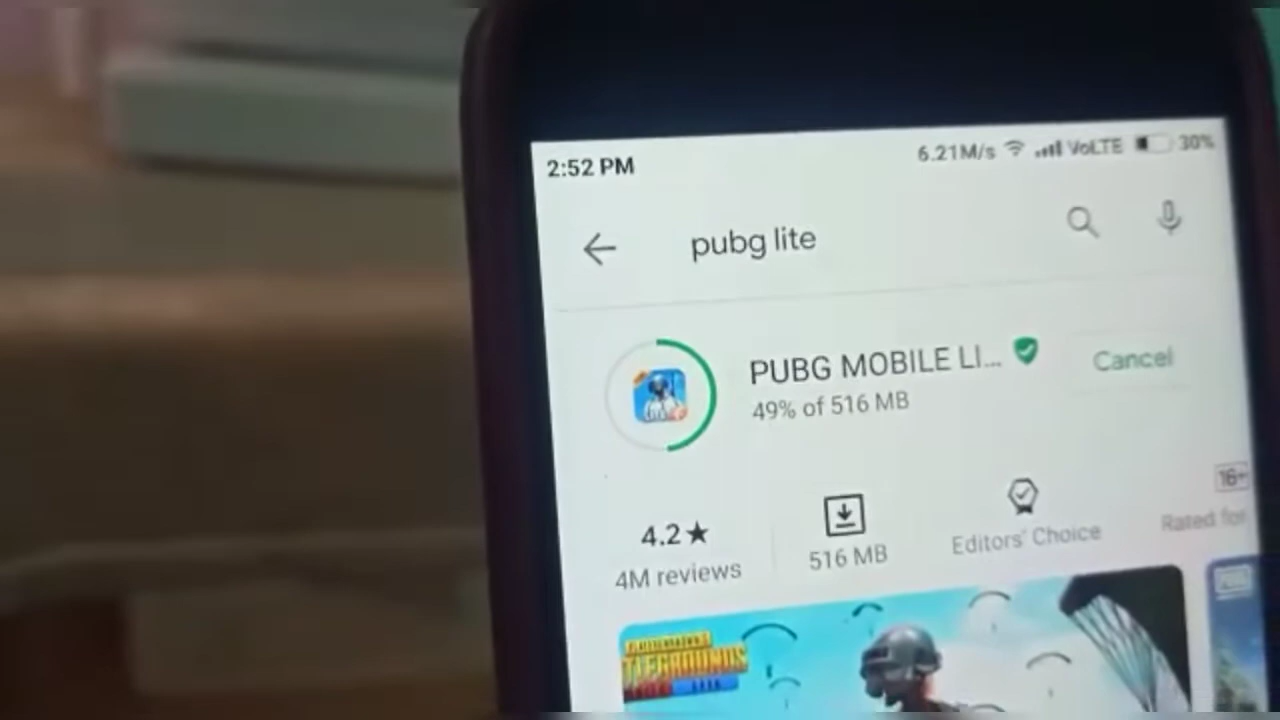 2:52 PM
6.21M/s VoLTE 30%
pubg lite
PUBG MOBILE LI...
Cancel
49% of 516 MB
4.2★
4M reviews
516 MB
Editors' Choice
16+
Rated for
PUBG